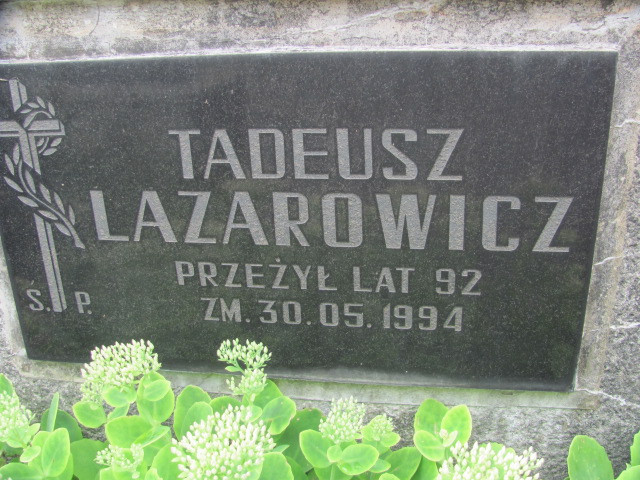 TADEUSZ
LAZAROWICZ
PRZEŻYŁ LAT 92
Ś. P. ZM. 30.05.1994